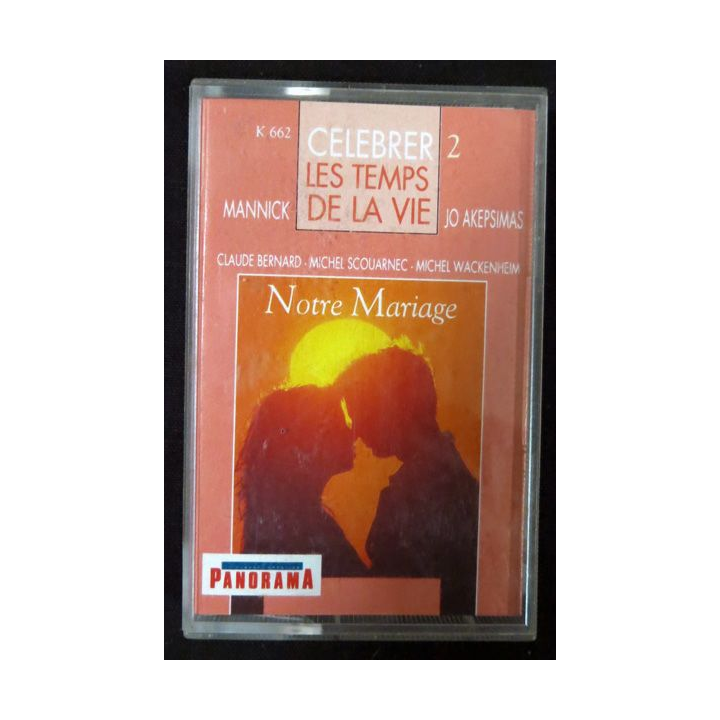 K 662
CELEBRER 2
LES TEMPS
DE LA VIE
MANNICK
JO AKEPSIMAS
CLAUDE BERNARD · MICHEL SCOUARNEC · MICHEL WACKENHEIM
Notre Mariage
PANORAMA